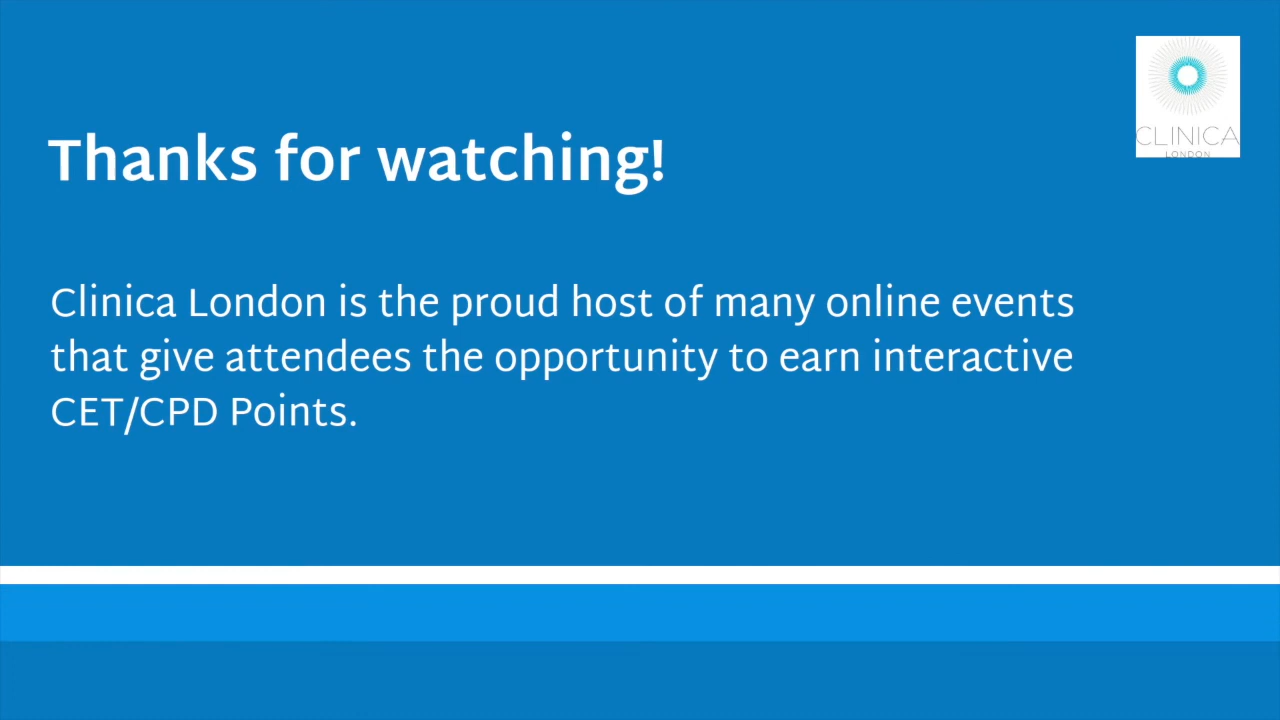 CLINICA
LONDON
Thanks for watching!
Clinica London is the proud host of many online events
that give attendees the opportunity to earn interactive
CET/CPD Points.